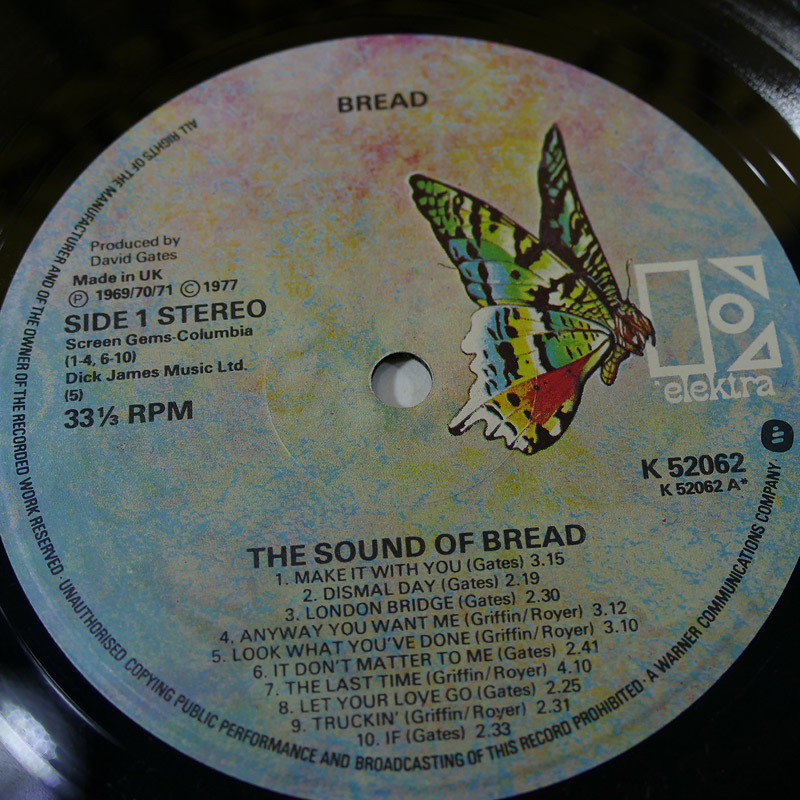 BREAD
Produced by
David Gates
Made in UK
Ⓟ 1969/70/71 Ⓒ 1977
SIDE 1 STEREO
Screen Gems-Columbia
(1-4, 6-10)
Dick James Music Ltd.
(5)
33⅓ RPM
elektra
K 52062
K 52062 A*
THE SOUND OF BREAD
1. MAKE IT WITH YOU (Gates) 3.15
2. DISMAL DAY (Gates) 2.19
3. LONDON BRIDGE (Gates) 2.30
4. ANYWAY YOU WANT ME (Griffin/Royer) 3.12
5. LOOK WHAT YOU'VE DONE (Griffin/Royer) 3.10
6. IT DON'T MATTER TO ME (Gates) 2.41
7. THE LAST TIME (Griffin/Royer) 4.10
8. LET YOUR LOVE GO (Gates) 2.25
9. TRUCKIN' (Griffin/Royer) 2.31
10. IF (Gates) 2.33
ALL RIGHTS OF THE MANUFACTURER AND OF THE OWNER OF THE RECORDED WORK RESERVED · UNAUTHORISED COPYING PUBLIC PERFORMANCE AND BROADCASTING OF THIS RECORD PROHIBITED · A WARNER COMMUNICATIONS COMPANY ·